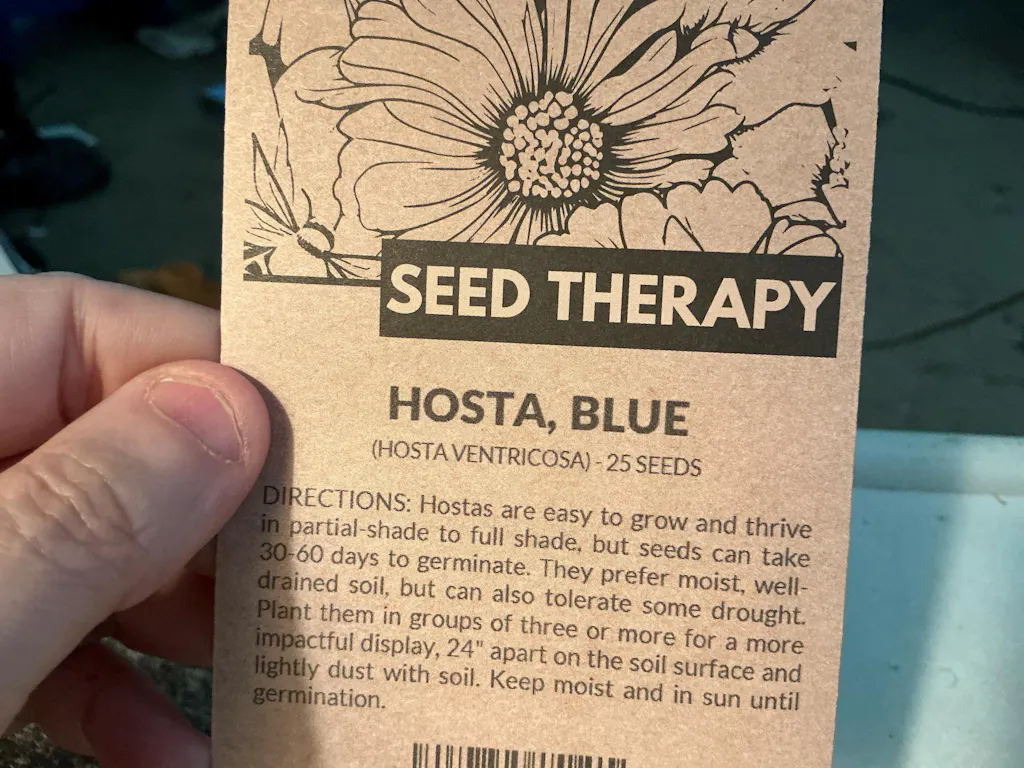 SEED THERAPY
HOSTA, BLUE
(HOSTA VENTRICOSA) - 25 SEEDS
DIRECTIONS: Hostas are easy to grow and thrive
in partial-shade to full shade, but seeds can take
30-60 days to germinate. They prefer moist, well-
drained soil, but can also tolerate some drought.
Plant them in groups of three or more for a more
impactful display, 24" apart on the soil surface and
lightly dust with soil. Keep moist and in sun until
germination.